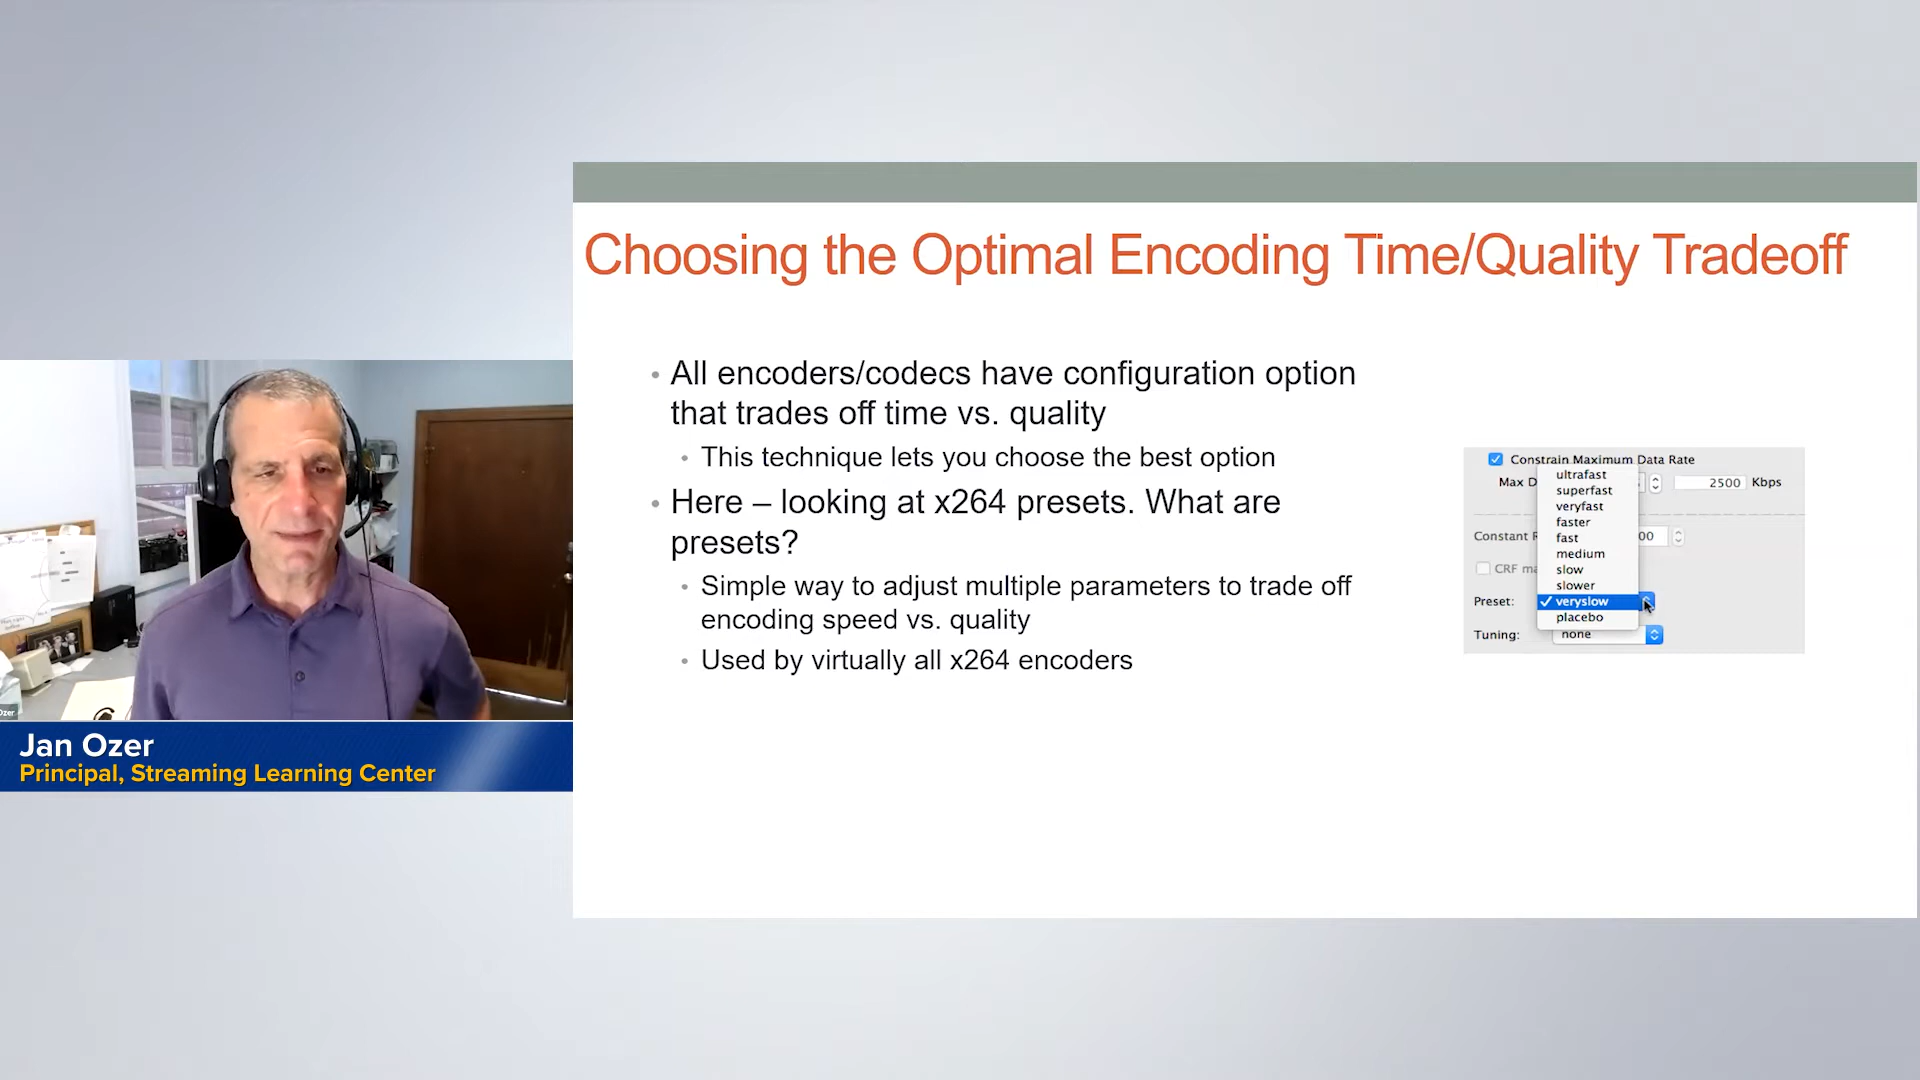 Choosing the Optimal Encoding Time/Quality Tradeoff
• All encoders/codecs have configuration option
that trades off time vs. quality
• This technique lets you choose the best option
• Here – looking at x264 presets. What are
presets?
• Simple way to adjust multiple parameters to trade off
encoding speed vs. quality
• Used by virtually all x264 encoders
Constrain Maximum Data Rate
Max D
2500 Kbps
ultrafast
superfast
veryfast
faster
fast
medium
slow
slower
veryslow
placebo
Constant R
00
CRF ma
Preset:
Tuning: none
Ozer
Jan Ozer
Principal, Streaming Learning Center